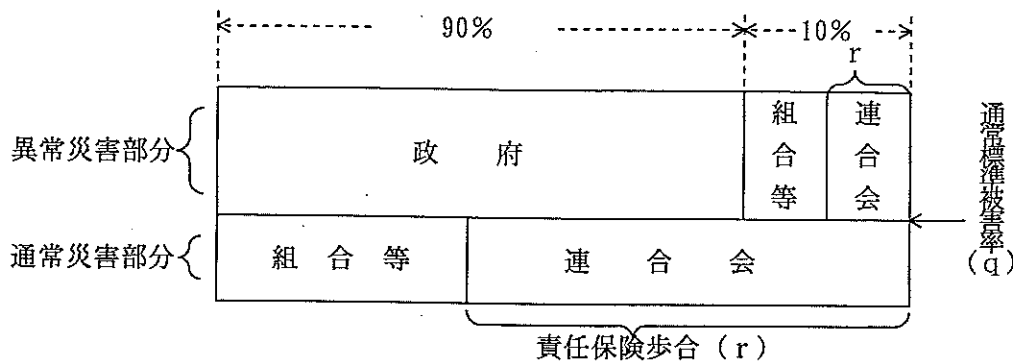 90%
10%
r
異常災害部分
政府
組合等
連合会
通常標準被害率(q)
通常災害部分
組合等
連合会
責任保険歩合(r)